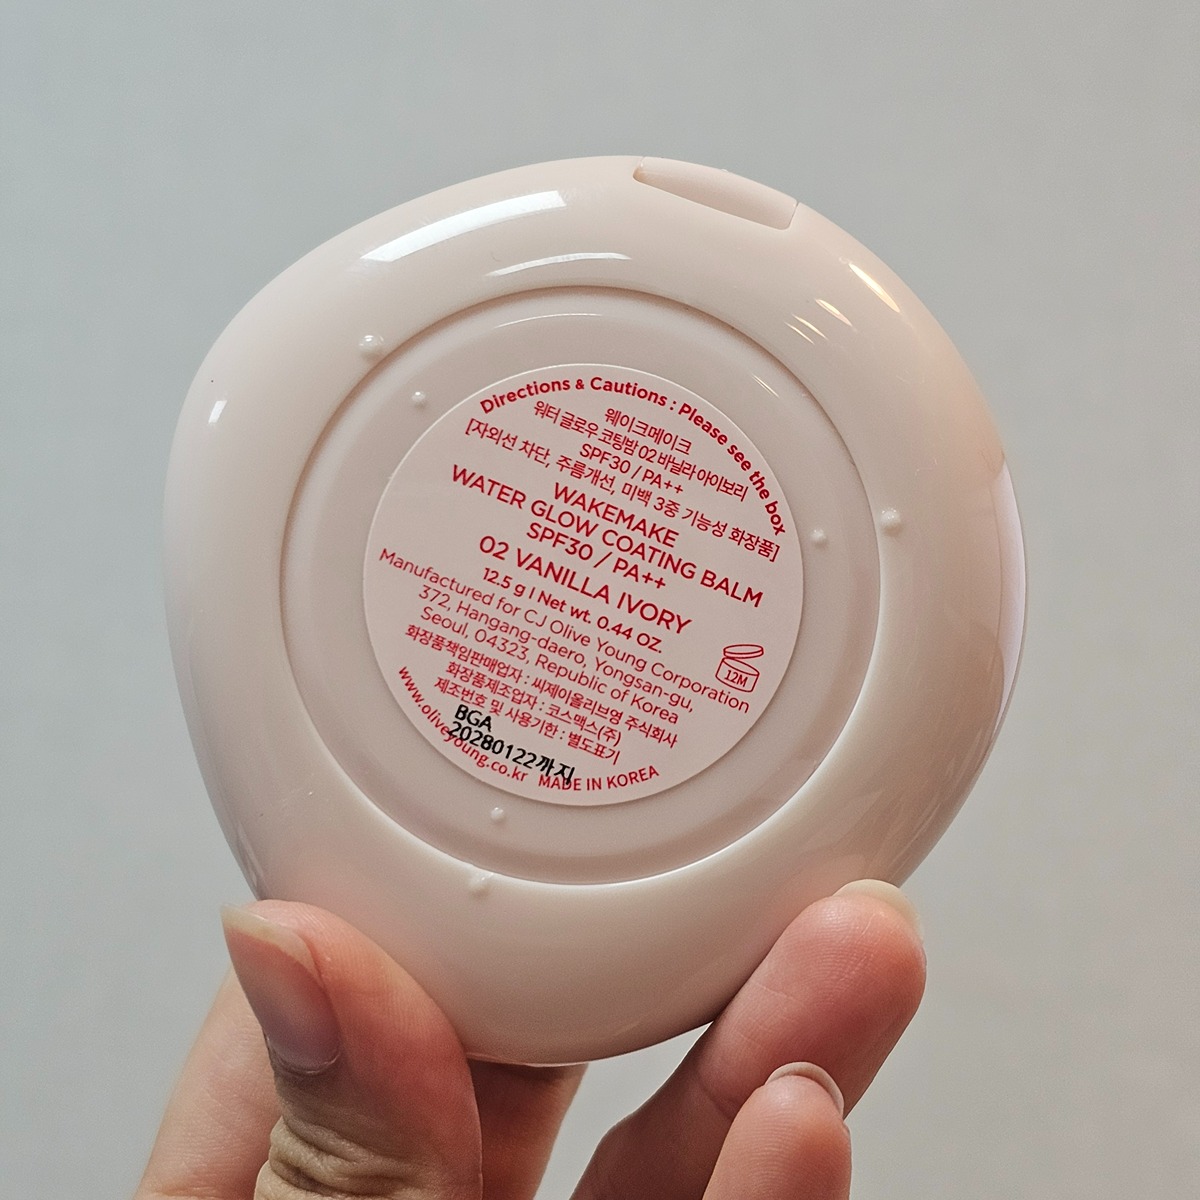 Directions & Cautions : Please see the box
웨이크메이크
워터 글로우 코팅밤 02 바닐라 아이보리
SPF30 / PA++
[자외선 차단, 주름개선, 미백 3중 기능성 화장품]
WAKEMAKE
WATER GLOW COATING BALM
SPF30 / PA++
02 VANILLA IVORY
12.5 g l Net wt. 0.44 OZ.
Manufactured for CJ Olive Young Corporation
372, Hangang-daero, Yongsan-gu,
Seoul, 04323, Republic of Korea
화장품책임판매업자 : 씨제이올리브영 주식회사
화장품제조업자 : 코스맥스(주)
제조번호 및 사용기한 : 별도표기
12M
BGA
20280122까지
www.oliveyoung.co.kr MADE IN KOREA